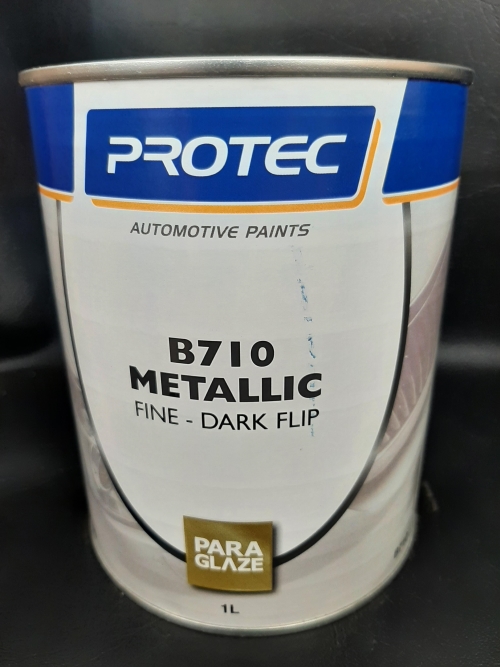 PROTEC
AUTOMOTIVE PAINTS
B710
METALLIC
FINE - DARK FLIP
PARA
GLAZE
1L